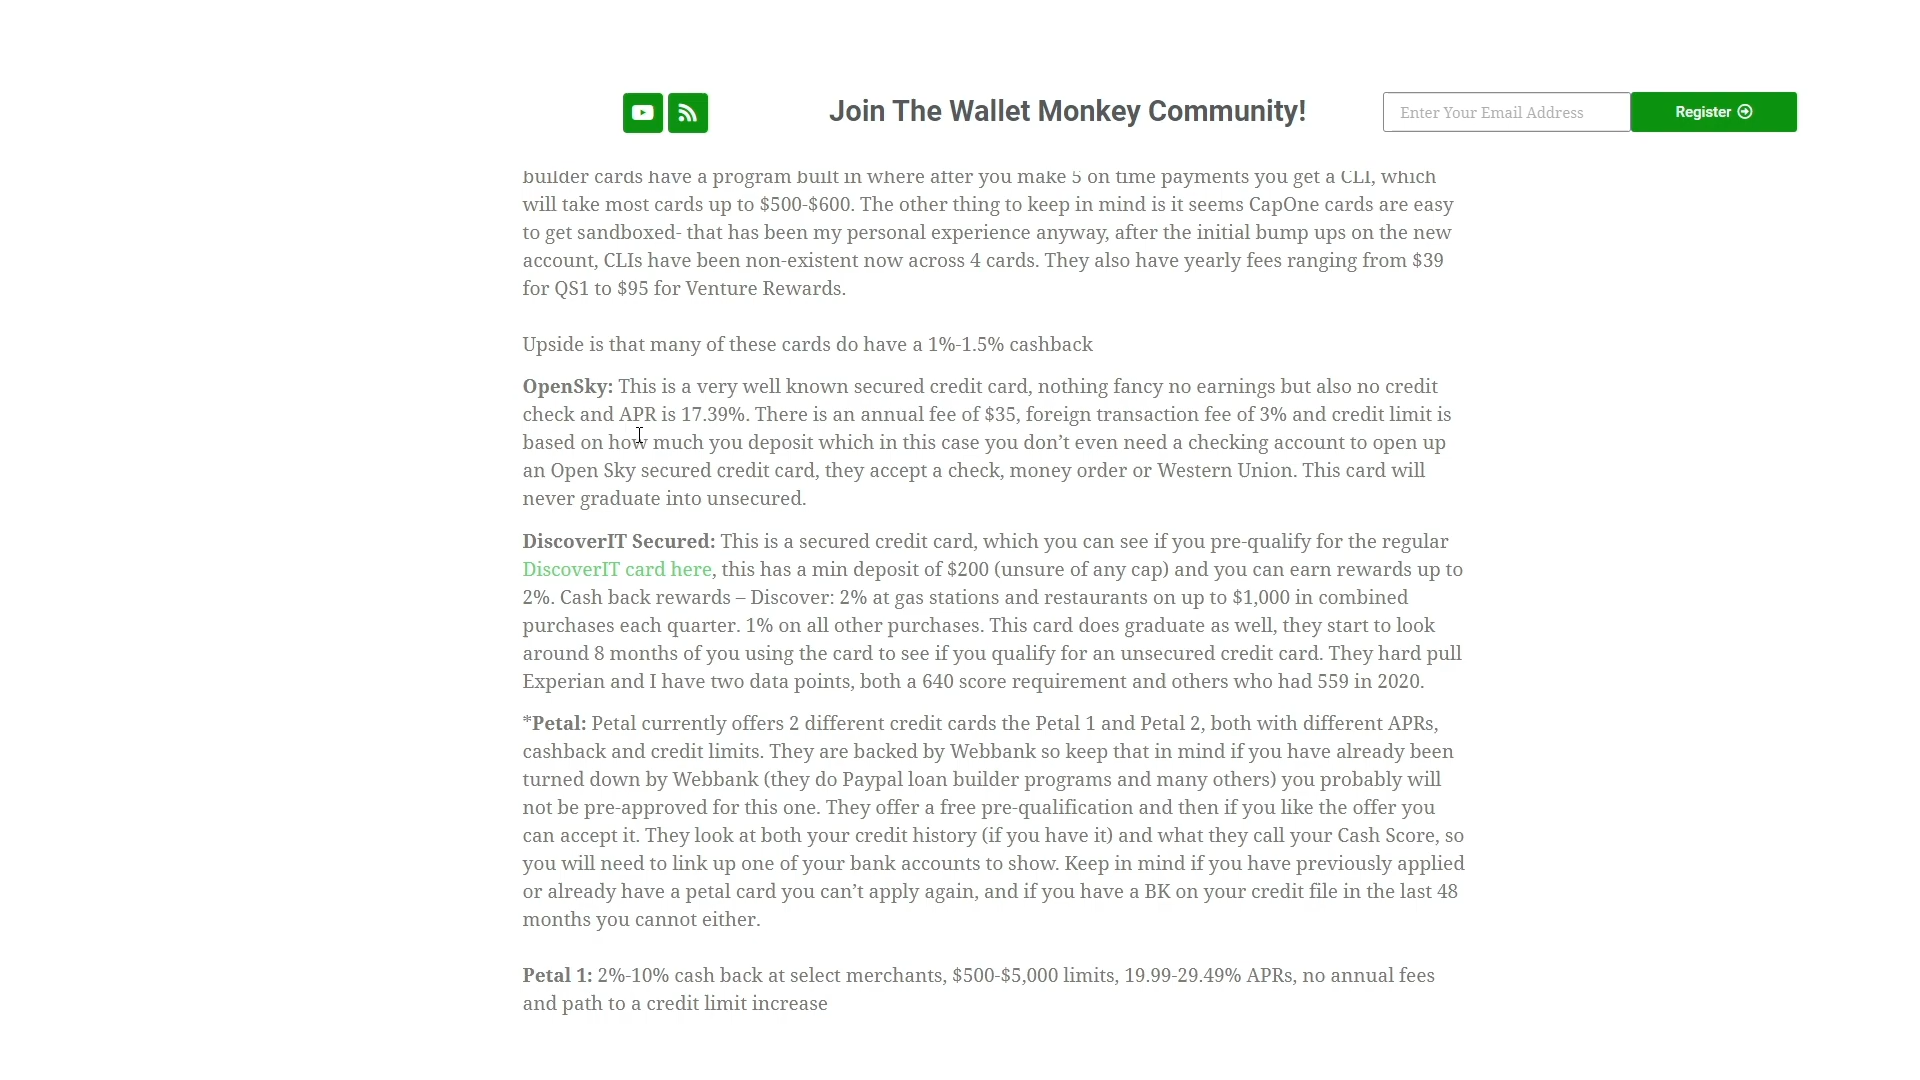 Join The Wallet Monkey Community!
Enter Your Email Address
Register
builder cards have a program built in where after you make 5 on time payments you get a CLI, which
will take most cards up to $500-$600. The other thing to keep in mind is it seems CapOne cards are easy
to get sandboxed- that has been my personal experience anyway, after the initial bump ups on the new
account, CLIs have been non-existent now across 4 cards. They also have yearly fees ranging from $39
for QS1 to $95 for Venture Rewards.
Upside is that many of these cards do have a 1%-1.5% cashback
OpenSky: This is a very well known secured credit card, nothing fancy no earnings but also no credit
check and APR is 17.39%. There is an annual fee of $35, foreign transaction fee of 3% and credit limit is
based on how much you deposit which in this case you don’t even need a checking account to open up
an Open Sky secured credit card, they accept a check, money order or Western Union. This card will
never graduate into unsecured.
DiscoverIT Secured: This is a secured credit card, which you can see if you pre-qualify for the regular
DiscoverIT card here, this has a min deposit of $200 (unsure of any cap) and you can earn rewards up to
2%. Cash back rewards – Discover: 2% at gas stations and restaurants on up to $1,000 in combined
purchases each quarter. 1% on all other purchases. This card does graduate as well, they start to look
around 8 months of you using the card to see if you qualify for an unsecured credit card. They hard pull
Experian and I have two data points, both a 640 score requirement and others who had 559 in 2020.
*Petal: Petal currently offers 2 different credit cards the Petal 1 and Petal 2, both with different APRs,
cashback and credit limits. They are backed by Webbank so keep that in mind if you have already been
turned down by Webbank (they do Paypal loan builder programs and many others) you probably will
not be pre-approved for this one. They offer a free pre-qualification and then if you like the offer you
can accept it. They look at both your credit history (if you have it) and what they call your Cash Score, so
you will need to link up one of your bank accounts to show. Keep in mind if you have previously applied
or already have a petal card you can’t apply again, and if you have a BK on your credit file in the last 48
months you cannot either.
Petal 1: 2%-10% cash back at select merchants, $500-$5,000 limits, 19.99-29.49% APRs, no annual fees
and path to a credit limit increase